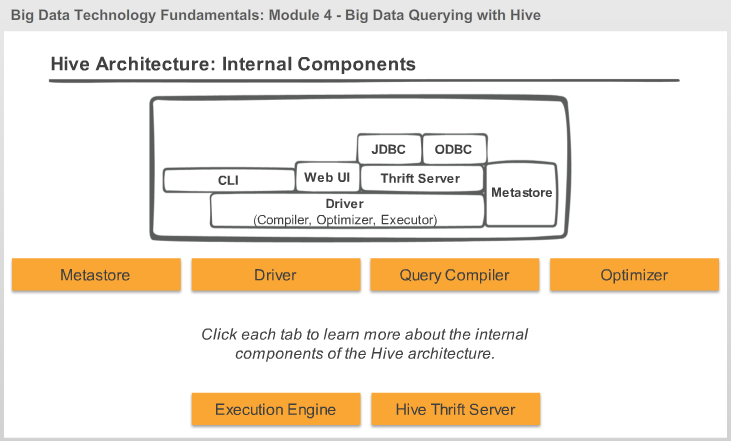 Big Data Technology Fundamentals: Module 4 - Big Data Querying with Hive
Hive Architecture: Internal Components
JDBC
ODBC
CLI
Web UI
Thrift Server
Metastore
Driver
(Compiler, Optimizer, Executor)
Metastore
Driver
Query Compiler
Optimizer
Click each tab to learn more about the internal
components of the Hive architecture.
Execution Engine
Hive Thrift Server